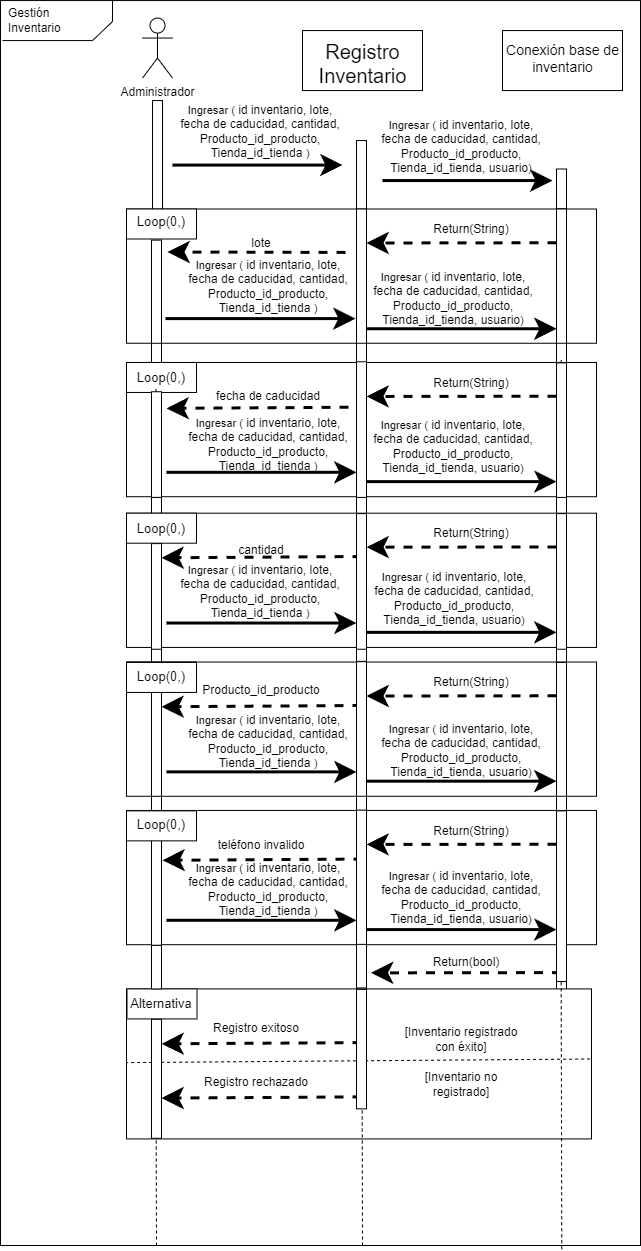 Gestión
Inventario
Administrador
Registro
Inventario
Conexión base de
inventario
Ingresar ( id inventario, lote,
fecha de caducidad, cantidad,
Producto_id_producto,
Tienda_id_tienda )
Ingresar ( id inventario, lote,
fecha de caducidad, cantidad,
Producto_id_producto,
Tienda_id_tienda, usuario)
Loop(0,)
Return(String)
lote
Ingresar ( id inventario, lote,
fecha de caducidad, cantidad,
Producto_id_producto,
Tienda_id_tienda )
Ingresar ( id inventario, lote,
fecha de caducidad, cantidad,
Producto_id_producto,
Tienda_id_tienda, usuario)
Loop(0,)
Return(String)
fecha de caducidad
Ingresar ( id inventario, lote,
fecha de caducidad, cantidad,
Producto_id_producto,
Tienda_id_tienda )
Ingresar ( id inventario, lote,
fecha de caducidad, cantidad,
Producto_id_producto,
Tienda_id_tienda, usuario)
Loop(0,)
Return(String)
cantidad
Ingresar ( id inventario, lote,
fecha de caducidad, cantidad,
Producto_id_producto,
Tienda_id_tienda )
Ingresar ( id inventario, lote,
fecha de caducidad, cantidad,
Producto_id_producto,
Tienda_id_tienda, usuario)
Loop(0,)
Return(String)
Producto_id_producto
Ingresar ( id inventario, lote,
fecha de caducidad, cantidad,
Producto_id_producto,
Tienda_id_tienda )
Ingresar ( id inventario, lote,
fecha de caducidad, cantidad,
Producto_id_producto,
Tienda_id_tienda, usuario)
Loop(0,)
Return(String)
teléfono invalido
Ingresar ( id inventario, lote,
fecha de caducidad, cantidad,
Producto_id_producto,
Tienda_id_tienda )
Ingresar ( id inventario, lote,
fecha de caducidad, cantidad,
Producto_id_producto,
Tienda_id_tienda, usuario)
Return(bool)
Alternativa
Registro exitoso
[Inventario registrado
con éxito]
Registro rechazado
[Inventario no
registrado]